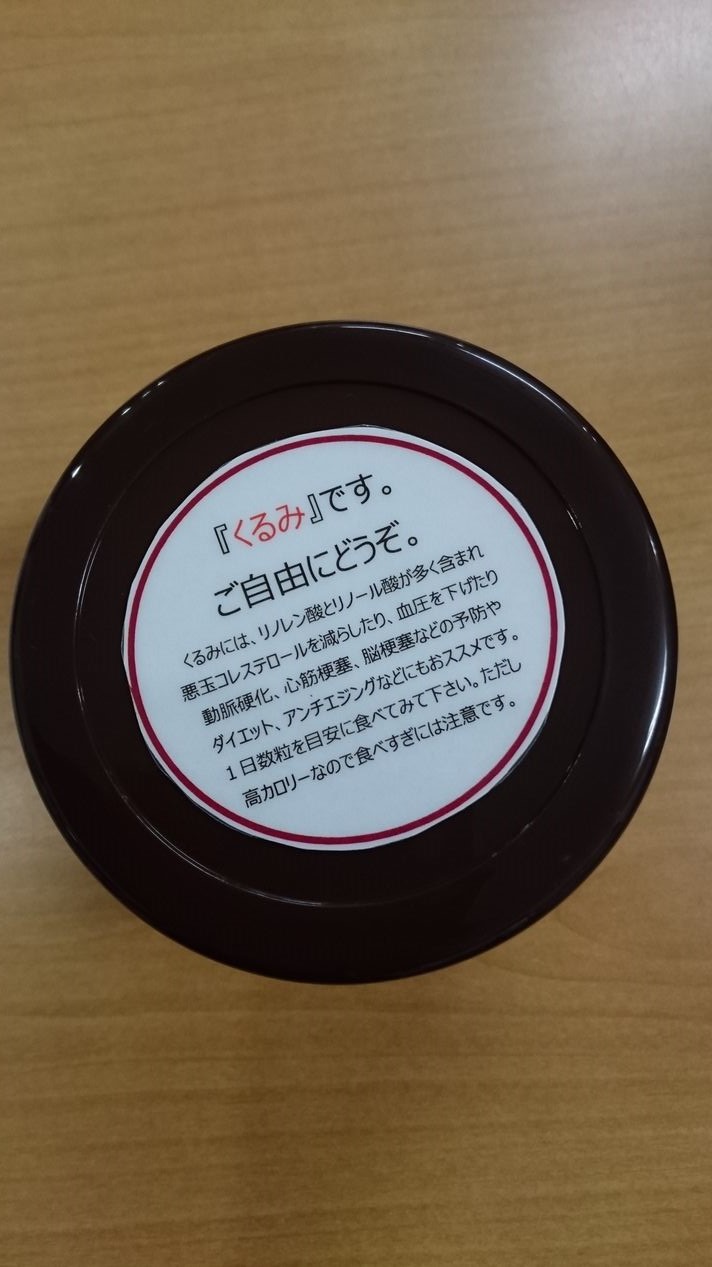 『くるみ』です。
ご自由にどうぞ。
くるみには、リノレン酸とリノール酸が多く含まれ
悪玉コレステロールを減らしたり、血圧を下げたり
動脈硬化、心筋梗塞、脳梗塞などの予防や
ダイエット、アンチエジングなどにもおススメです。
1日数粒を目安に食べてみて下さい。ただし
高カロリーなので食べすぎには注意です。